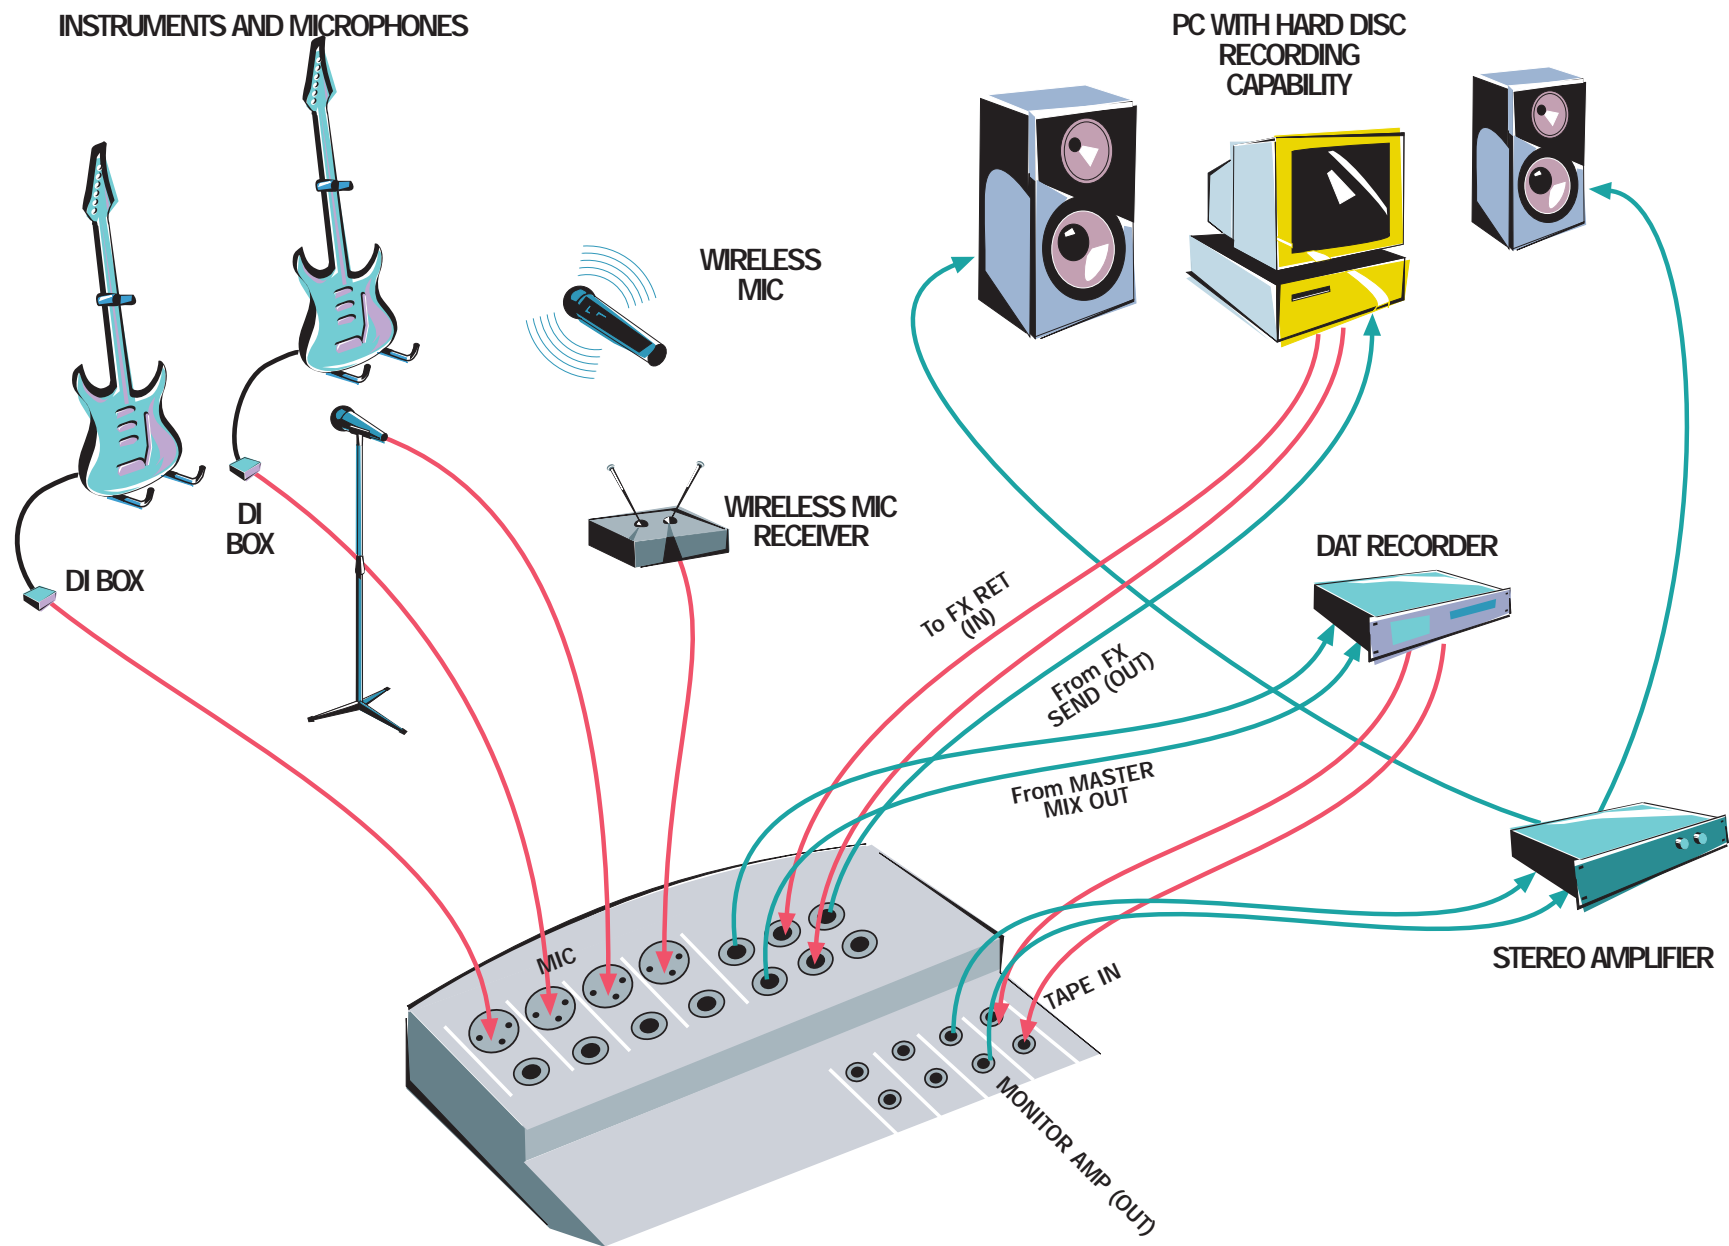 INSTRUMENTS AND MICROPHONES
PC WITH HARD DISC
RECORDING
CAPABILITY
WIRELESS
MIC
WIRELESS MIC
RECEIVER
DI
BOX
DI BOX
DAT RECORDER
To FX RET
(IN)
From FX
SEND (OUT)
From MASTER
MIX OUT
STEREO AMPLIFIER
MIC
TAPE IN
MONITOR AMP (OUT)